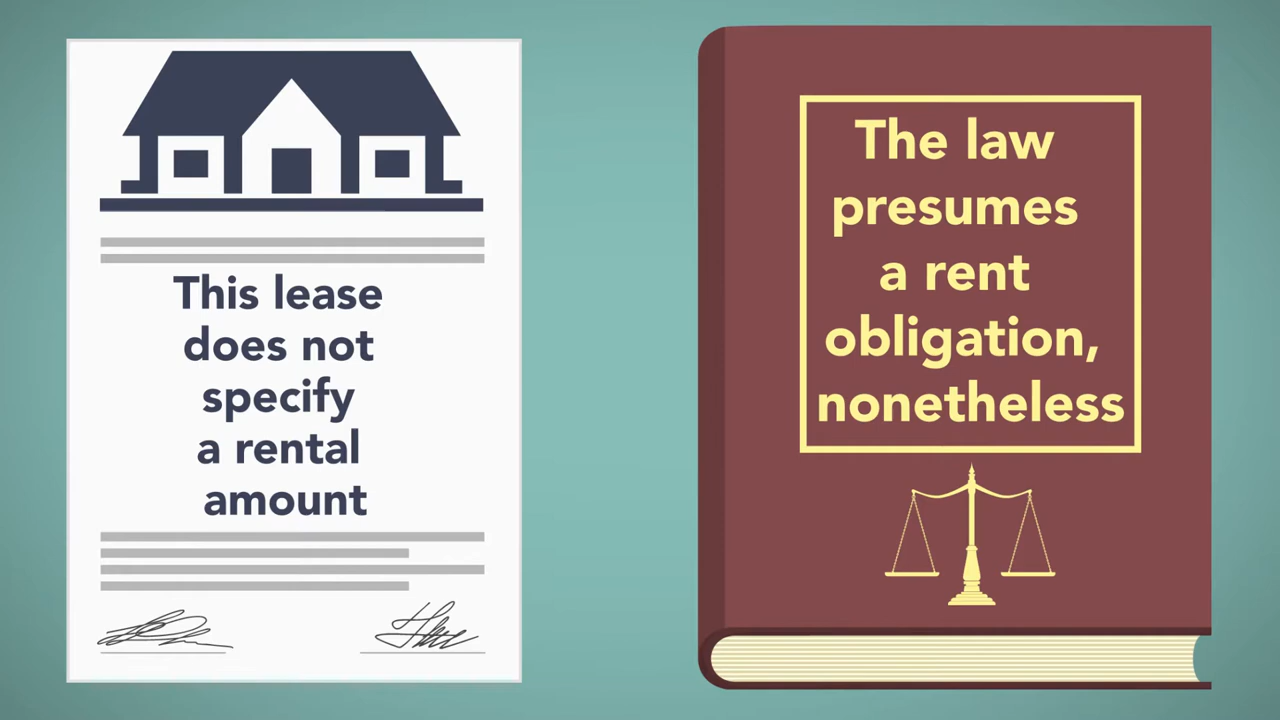 This lease
does not
specify
a rental
amount
The law
presumes
a rent
obligation,
nonetheless